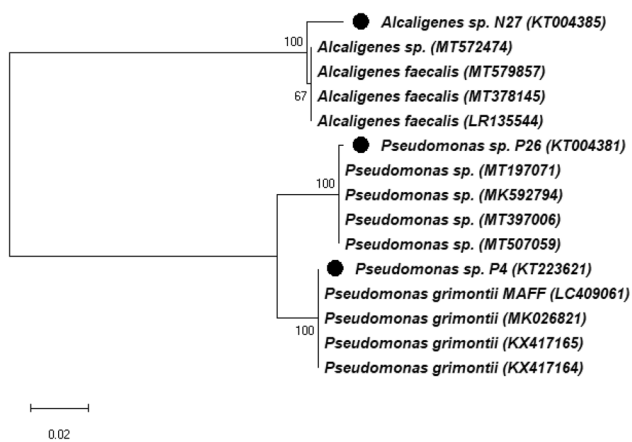 Alcaligenes sp. N27 (KT004385)
100
Alcaligenes sp. (MT572474)
Alcaligenes faecalis (MT579857)
67
Alcaligenes faecalis (MT378145)
Alcaligenes faecalis (LR135544)
Pseudomonas sp. P26 (KT004381)
Pseudomonas sp. (MT197071)
100
Pseudomonas sp. (MK592794)
Pseudomonas sp. (MT397006)
Pseudomonas sp. (MT507059)
Pseudomonas sp. P4 (KT223621)
Pseudomonas grimontii MAFF (LC409061)
Pseudomonas grimontii (MK026821)
100
Pseudomonas grimontii (KX417165)
Pseudomonas grimontii (KX417164)
0.02